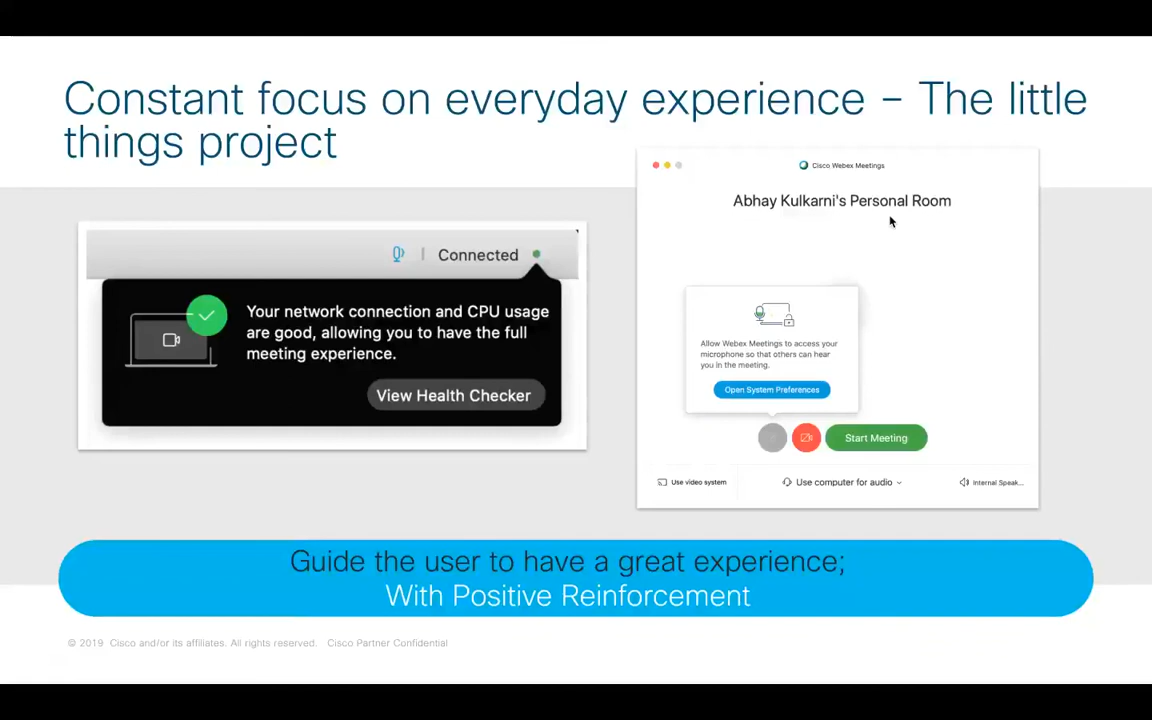 Constant focus on everyday experience – The little
things project
Connected
Your network connection and CPU usage
are good, allowing you to have the full
meeting experience.
View Health Checker
Cisco Webex Meetings
Abhay Kulkarni's Personal Room
Allow Webex Meetings to access your
microphone so that others can hear
you in the meeting.
Open System Preferences
Start Meeting
Use video system
Use computer for audio
Internal Speak...
Guide the user to have a great experience;
With Positive Reinforcement
© 2019 Cisco and/or its affiliates. All rights reserved. Cisco Partner Confidential